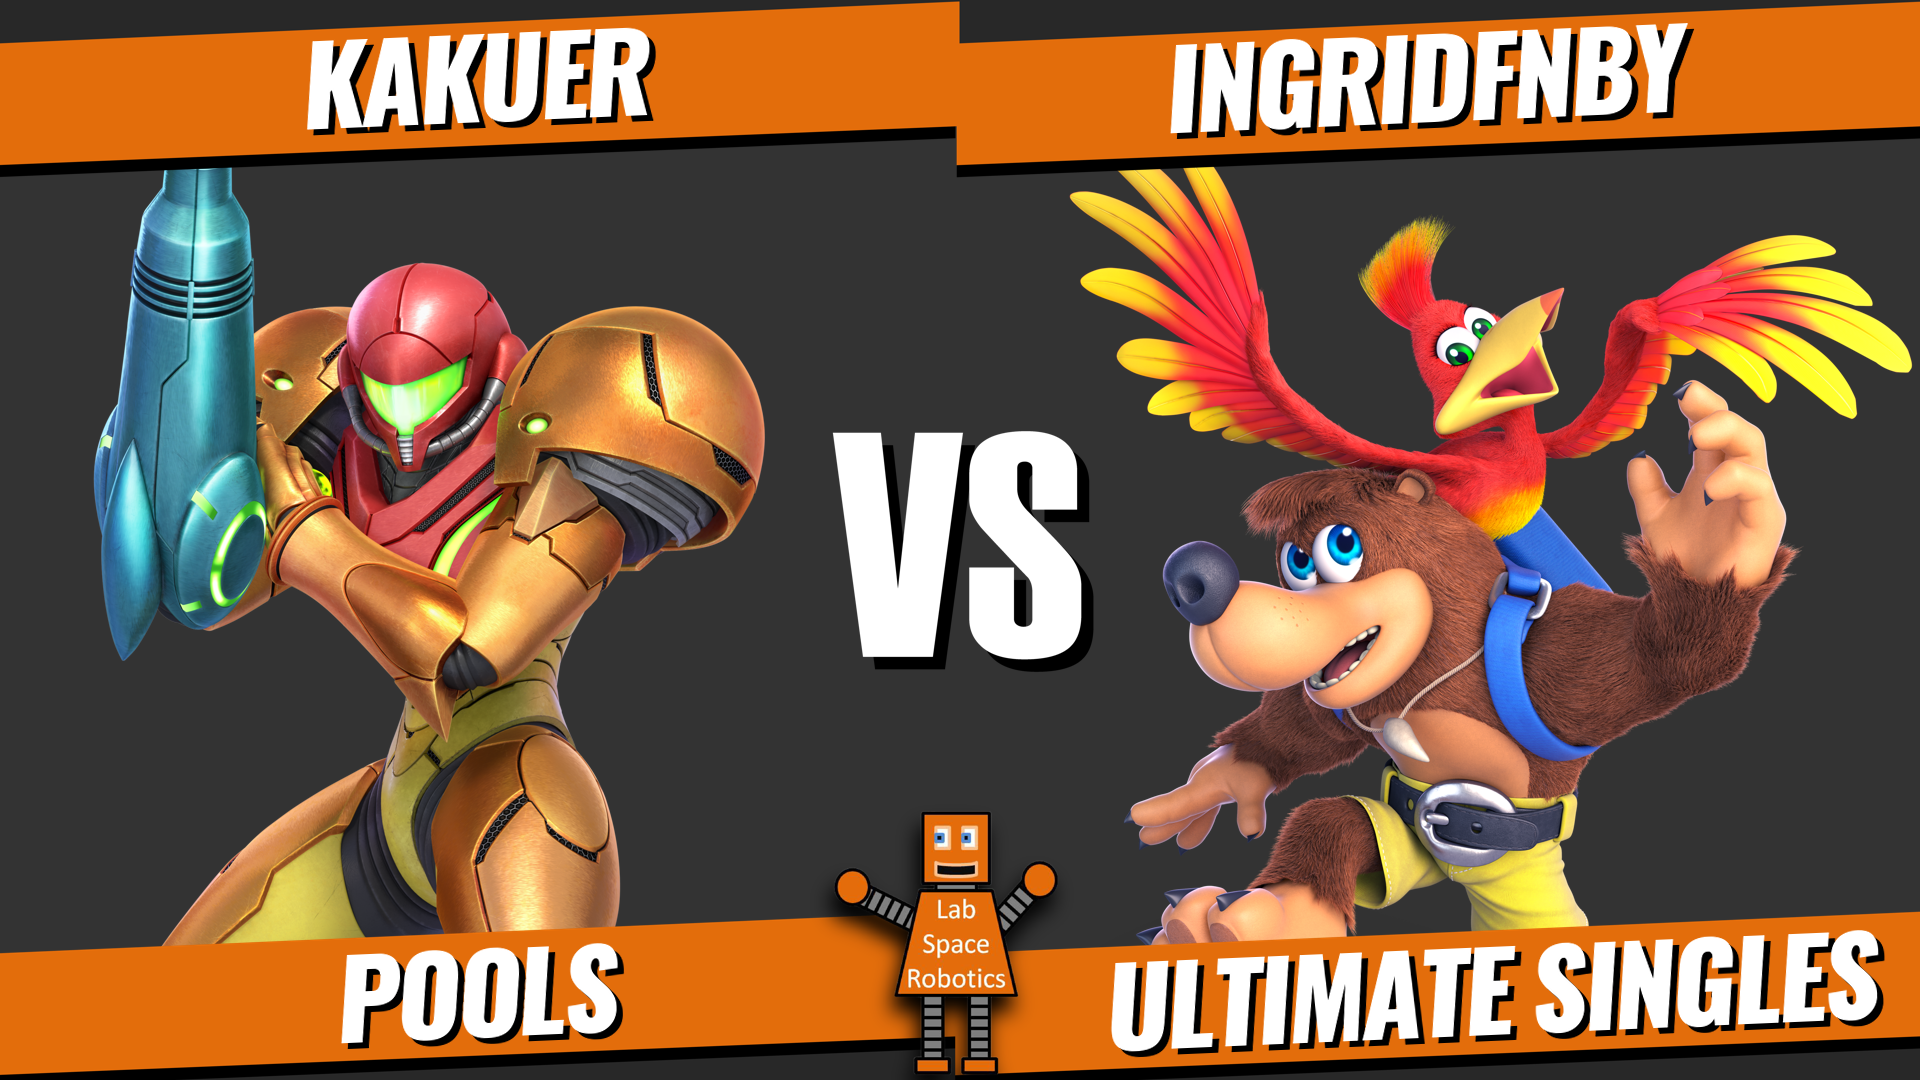 KAKUER
INGRIDFNBY
VS
Lab
Space
Robotics
POOLS
ULTIMATE SINGLES